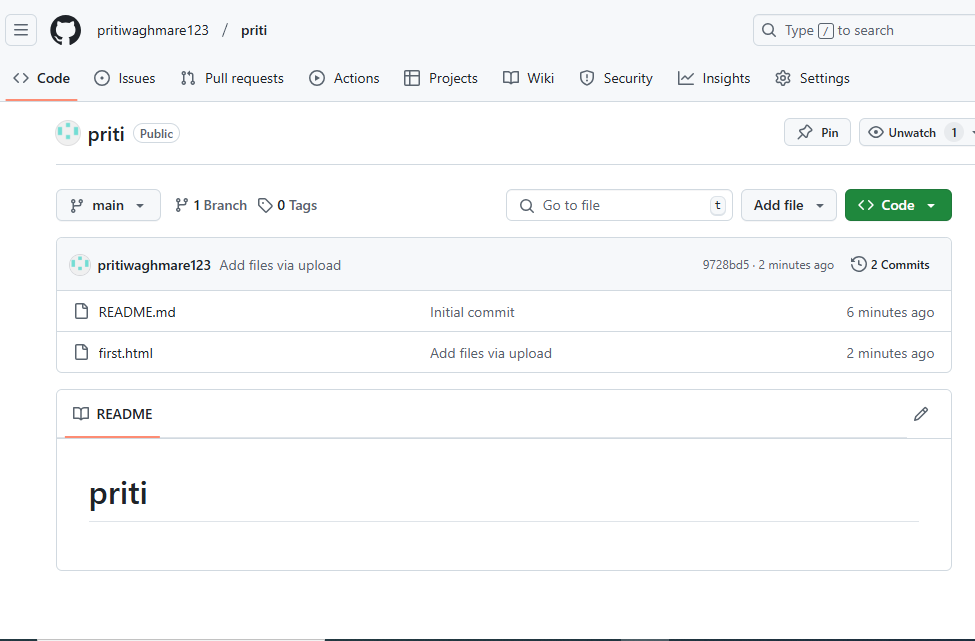 pritiwaghmare123 / priti
Type / to search
<> Code Issues Pull requests Actions Projects Wiki Security Insights Settings
priti Public
Pin Unwatch 1
main 1 Branch 0 Tags
Go to file t
Add file <> Code
pritiwaghmare123 Add files via upload 9728bd5 · 2 minutes ago 2 Commits
README.md Initial commit 6 minutes ago
first.html Add files via upload 2 minutes ago
README
priti